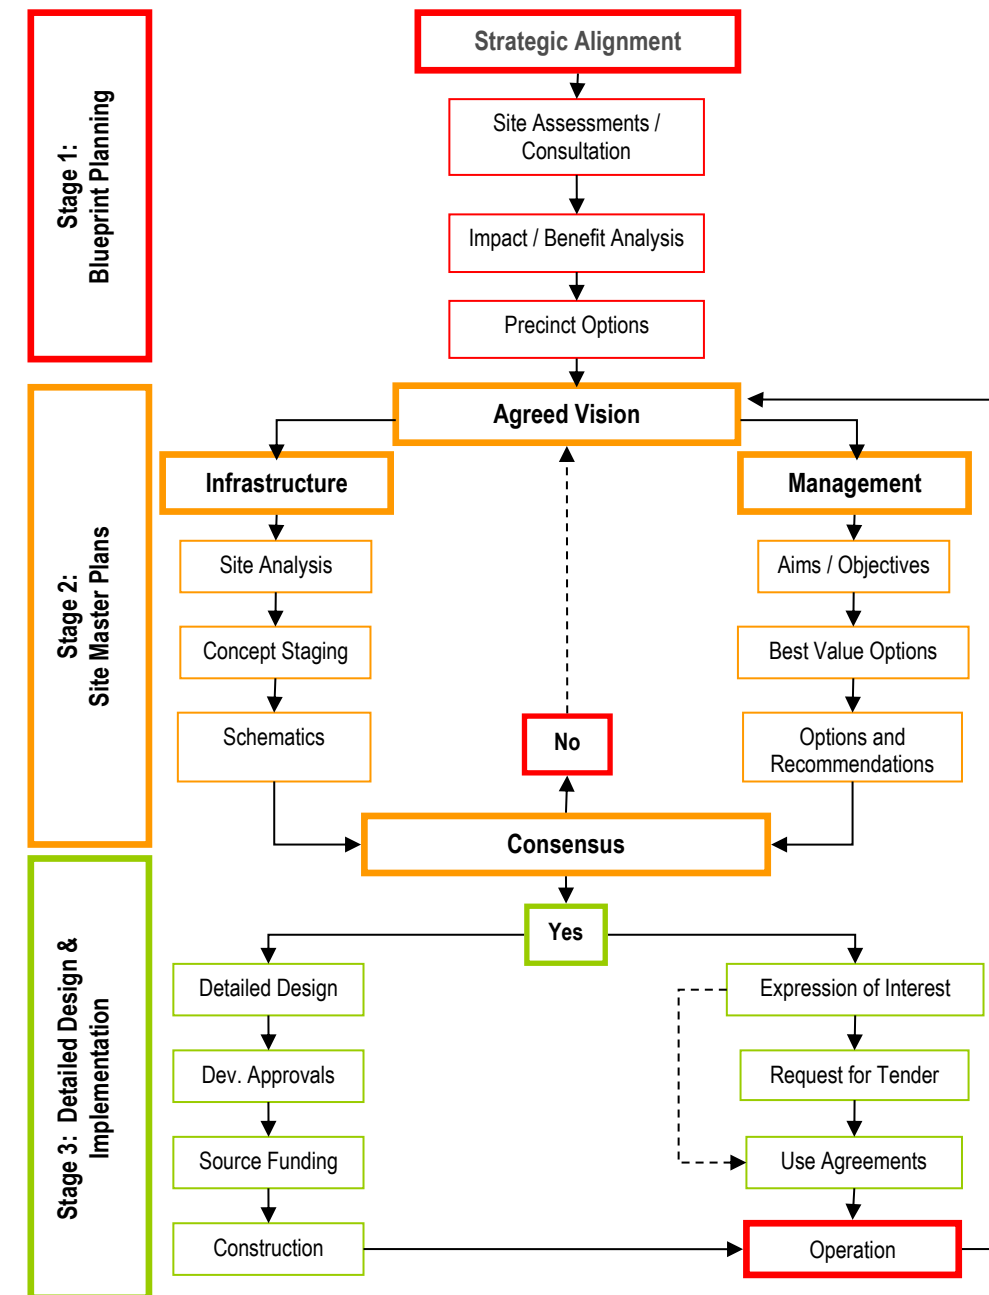 Stage 1:
Blueprint Planning
Strategic Alignment
Site Assessments /
Consultation
Impact / Benefit Analysis
Precinct Options
Stage 2:
Site Master Plans
Agreed Vision
Infrastructure
Management
Site Analysis
Aims / Objectives
Concept Staging
Best Value Options
Schematics
No
Options and
Recommendations
Consensus
Stage 3:  Detailed Design &
Implementation
Yes
Detailed Design
Expression of Interest
Dev. Approvals
Request for Tender
Source Funding
Use Agreements
Construction
Operation